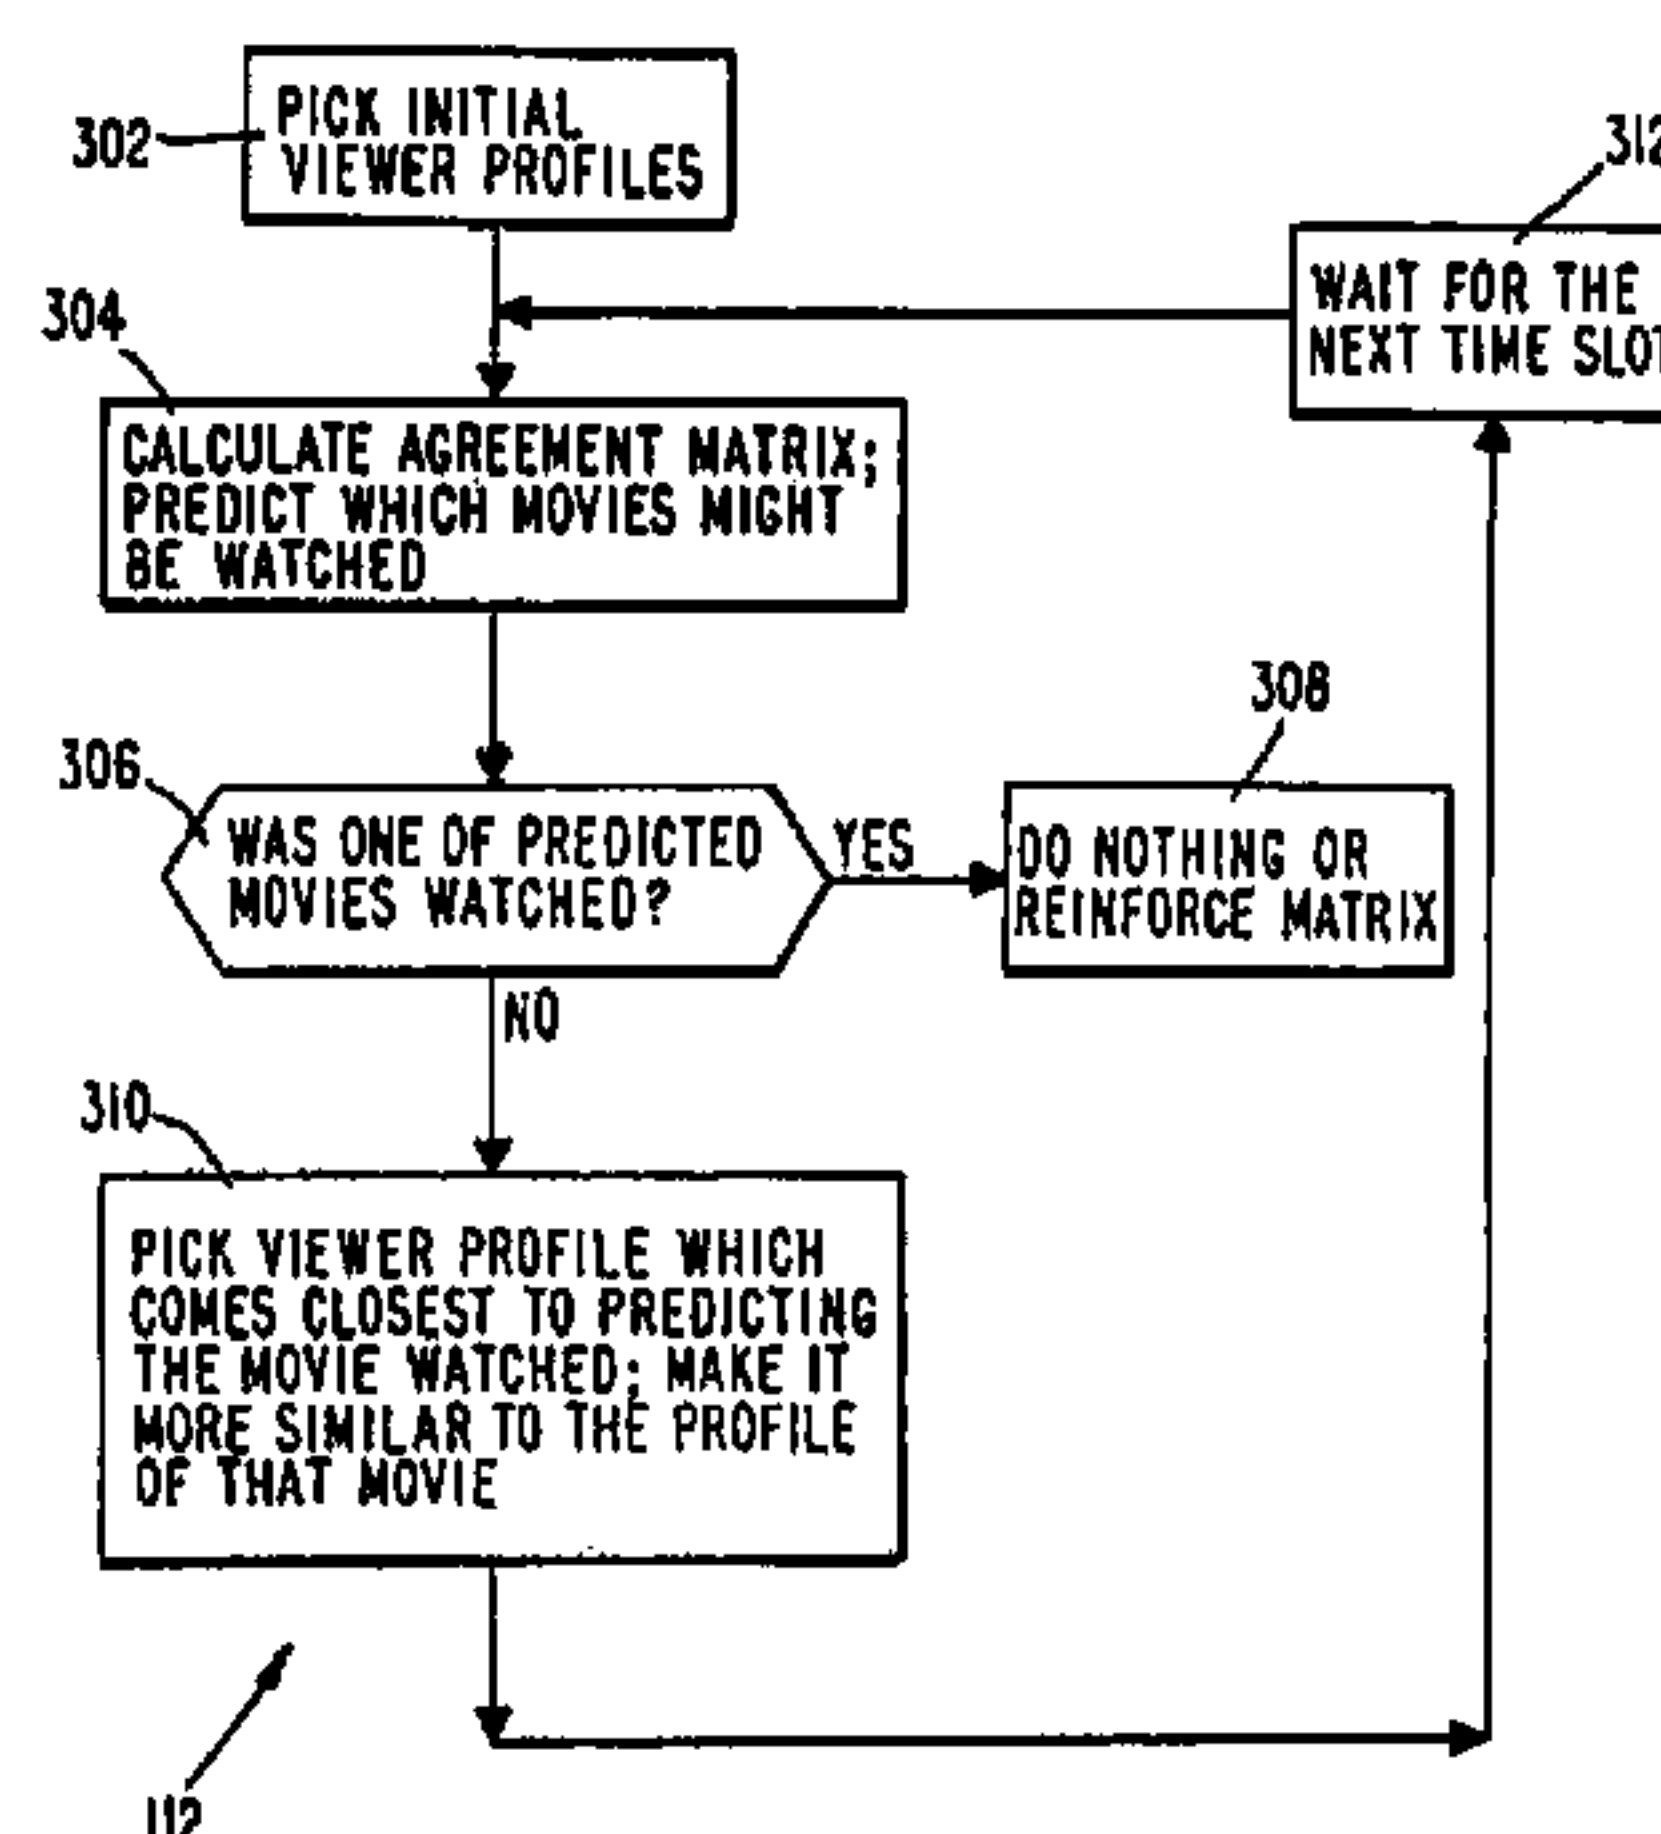 302
PICK INITIAL
VIEWER PROFILES
312
WAIT FOR THE
NEXT TIME SLOT
304
CALCULATE AGREEMENT MATRIX;
PREDICT WHICH MOVIES MIGHT
BE WATCHED
306
WAS ONE OF PREDICTED
MOVIES WATCHED?
YES
308
DO NOTHING OR
REINFORCE MATRIX
NO
310
PICK VIEWER PROFILE WHICH
COMES CLOSEST TO PREDICTING
THE MOVIE WATCHED; MAKE IT
MORE SIMILAR TO THE PROFILE
OF THAT MOVIE
112